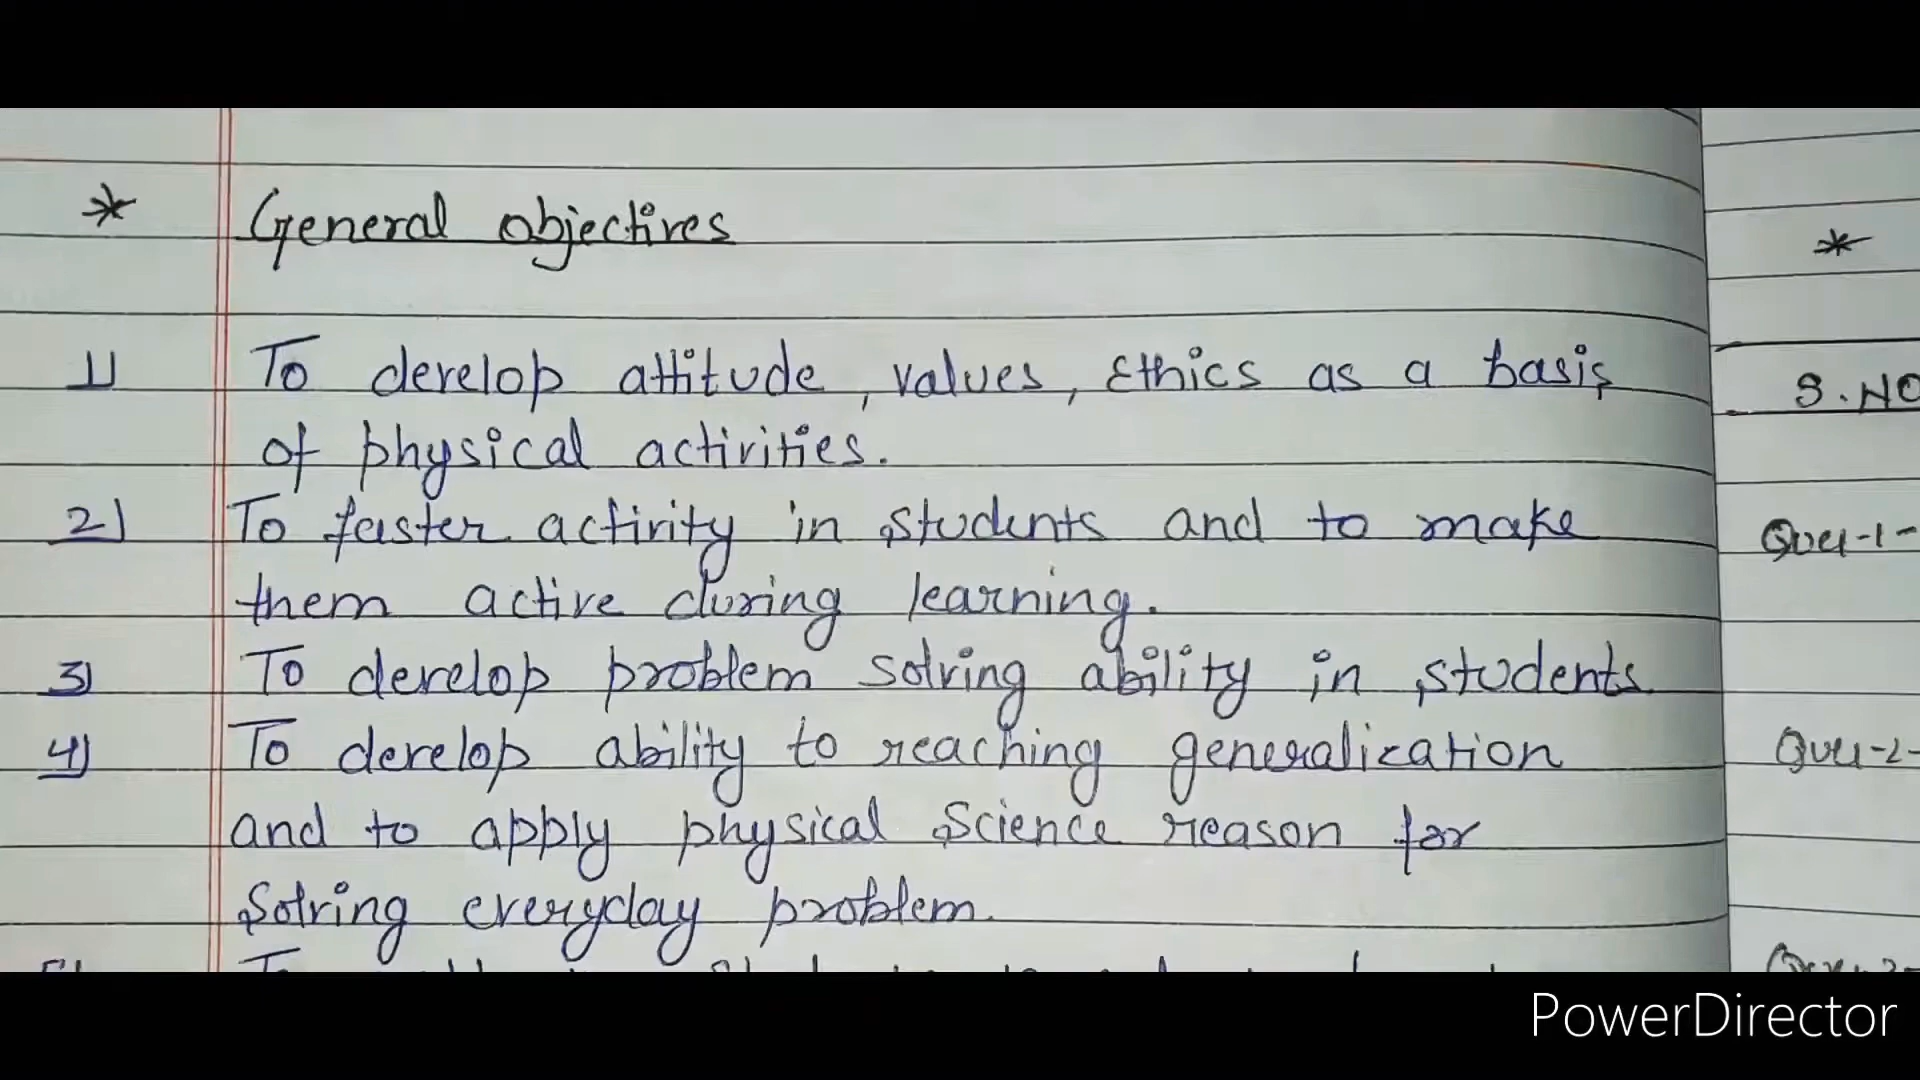 * General objectives
1) To develop attitude, values, Ethics as a basis
of physical activities.
2) To faster activity in students and to make
them active during learning.
3) To develop problem solving ability in students
4) To develop ability to reaching generalization
and to apply physical Science reason for
Solving everyday problem.
*
S.NO
Que-1-
Que-2-
PowerDirector